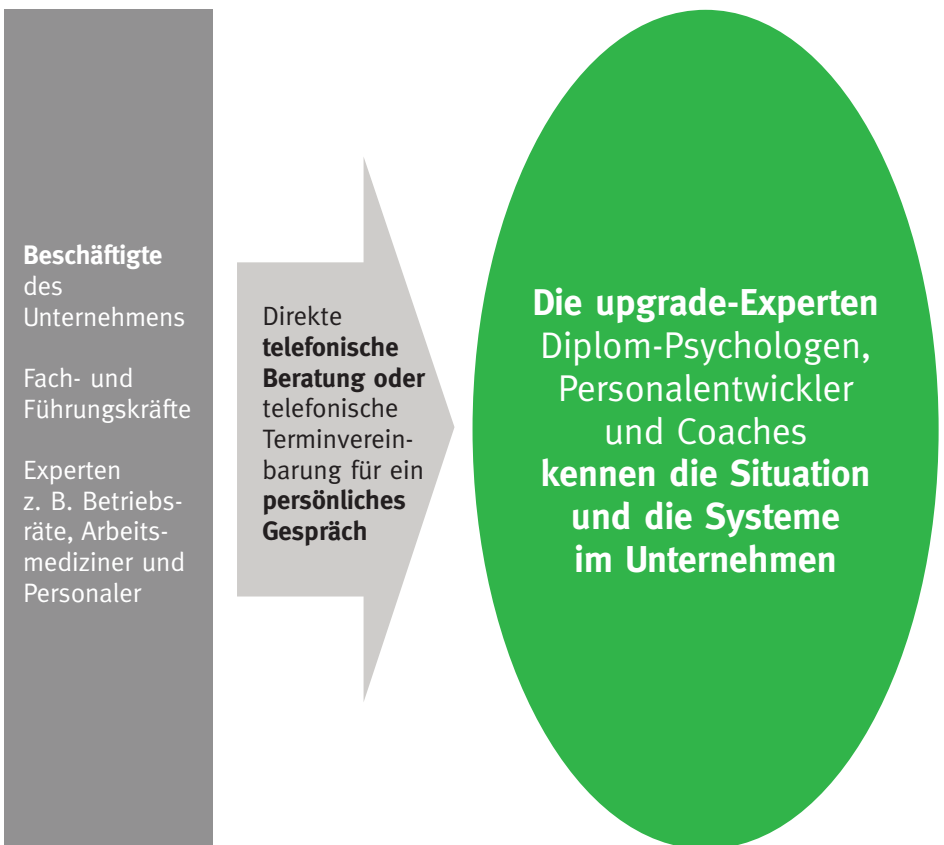 Beschäftigte
des
Unternehmens
Fach- und
Führungskräfte
Experten
z. B. Betriebs-
räte, Arbeits-
mediziner und
Personaler
Direkte
telefonische
Beratung oder
telefonische
Terminverein-
barung für ein
persönliches
Gespräch
Die upgrade-Experten
Diplom-Psychologen,
Personalentwickler
und Coaches
kennen die Situation
und die Systeme
im Unternehmen